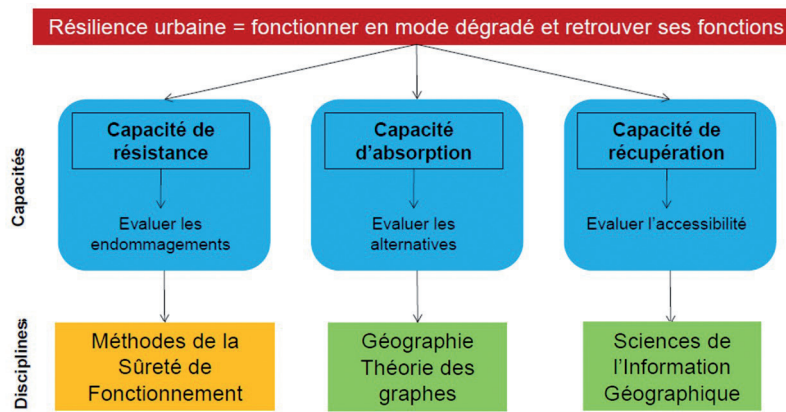 Résilience urbaine = fonctionner en mode dégradé et retrouver ses fonctions
Capacités
Capacité de
résistance
Evaluer les
endommagements
Capacité
d'absorption
Evaluer les
alternatives
Capacité de
récupération
Evaluer l'accessibilité
Disciplines
Méthodes de la
Sûreté de
Fonctionnement
Géographie
Théorie des
graphes
Sciences de
l'Information
Géographique